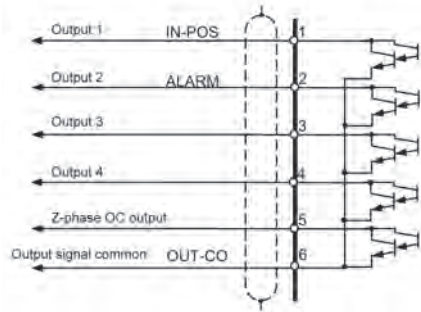 Output 1 IN-POS 1
Output 2 ALARM 2
Output 3 3
Output 4 4
Z-phase OC output 5
Output signal common OUT-CO 6